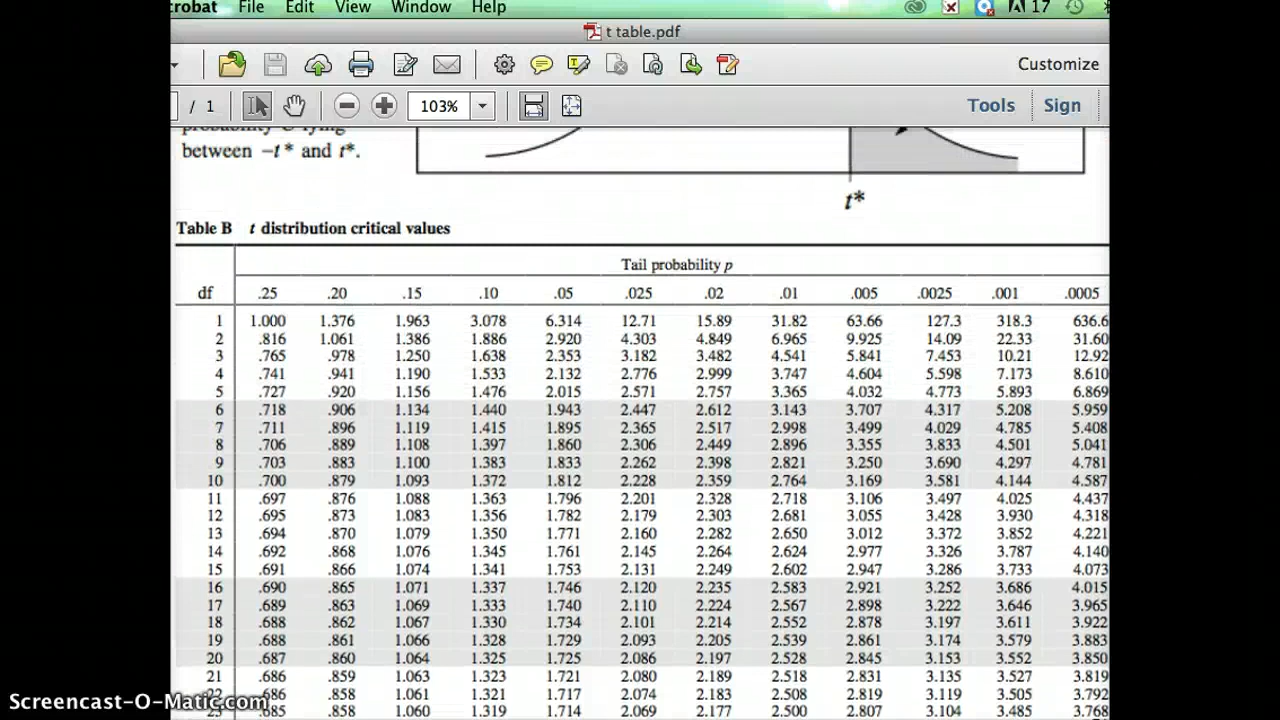 crobat File Edit View Window Help 17
t table.pdf
Customize
/ 1 103% Tools Sign
probability C lying
between −t* and t*.
t*
Table B t distribution critical values
Tail probability p
df .25 .20 .15 .10 .05 .025 .02 .01 .005 .0025 .001 .0005
1 1.000 1.376 1.963 3.078 6.314 12.71 15.89 31.82 63.66 127.3 318.3 636.6
2 .816 1.061 1.386 1.886 2.920 4.303 4.849 6.965 9.925 14.09 22.33 31.60
3 .765 .978 1.250 1.638 2.353 3.182 3.482 4.541 5.841 7.453 10.21 12.92
4 .741 .941 1.190 1.533 2.132 2.776 2.999 3.747 4.604 5.598 7.173 8.610
5 .727 .920 1.156 1.476 2.015 2.571 2.757 3.365 4.032 4.773 5.893 6.869
6 .718 .906 1.134 1.440 1.943 2.447 2.612 3.143 3.707 4.317 5.208 5.959
7 .711 .896 1.119 1.415 1.895 2.365 2.517 2.998 3.499 4.029 4.785 5.408
8 .706 .889 1.108 1.397 1.860 2.306 2.449 2.896 3.355 3.833 4.501 5.041
9 .703 .883 1.100 1.383 1.833 2.262 2.398 2.821 3.250 3.690 4.297 4.781
10 .700 .879 1.093 1.372 1.812 2.228 2.359 2.764 3.169 3.581 4.144 4.587
11 .697 .876 1.088 1.363 1.796 2.201 2.328 2.718 3.106 3.497 4.025 4.437
12 .695 .873 1.083 1.356 1.782 2.179 2.303 2.681 3.055 3.428 3.930 4.318
13 .694 .870 1.079 1.350 1.771 2.160 2.282 2.650 3.012 3.372 3.852 4.221
14 .692 .868 1.076 1.345 1.761 2.145 2.264 2.624 2.977 3.326 3.787 4.140
15 .691 .866 1.074 1.341 1.753 2.131 2.249 2.602 2.947 3.286 3.733 4.073
16 .690 .865 1.071 1.337 1.746 2.120 2.235 2.583 2.921 3.252 3.686 4.015
17 .689 .863 1.069 1.333 1.740 2.110 2.224 2.567 2.898 3.222 3.646 3.965
18 .688 .862 1.067 1.330 1.734 2.101 2.214 2.552 2.878 3.197 3.611 3.922
19 .688 .861 1.066 1.328 1.729 2.093 2.205 2.539 2.861 3.174 3.579 3.883
20 .687 .860 1.064 1.325 1.725 2.086 2.197 2.528 2.845 3.153 3.552 3.850
21 .686 .859 1.063 1.323 1.721 2.080 2.189 2.518 2.831 3.135 3.527 3.819
22 .686 .858 1.061 1.321 1.717 2.074 2.183 2.508 2.819 3.119 3.505 3.792
23 .685 .858 1.060 1.319 1.714 2.069 2.177 2.500 2.807 3.104 3.485 3.768
Screencast-O-Matic.com